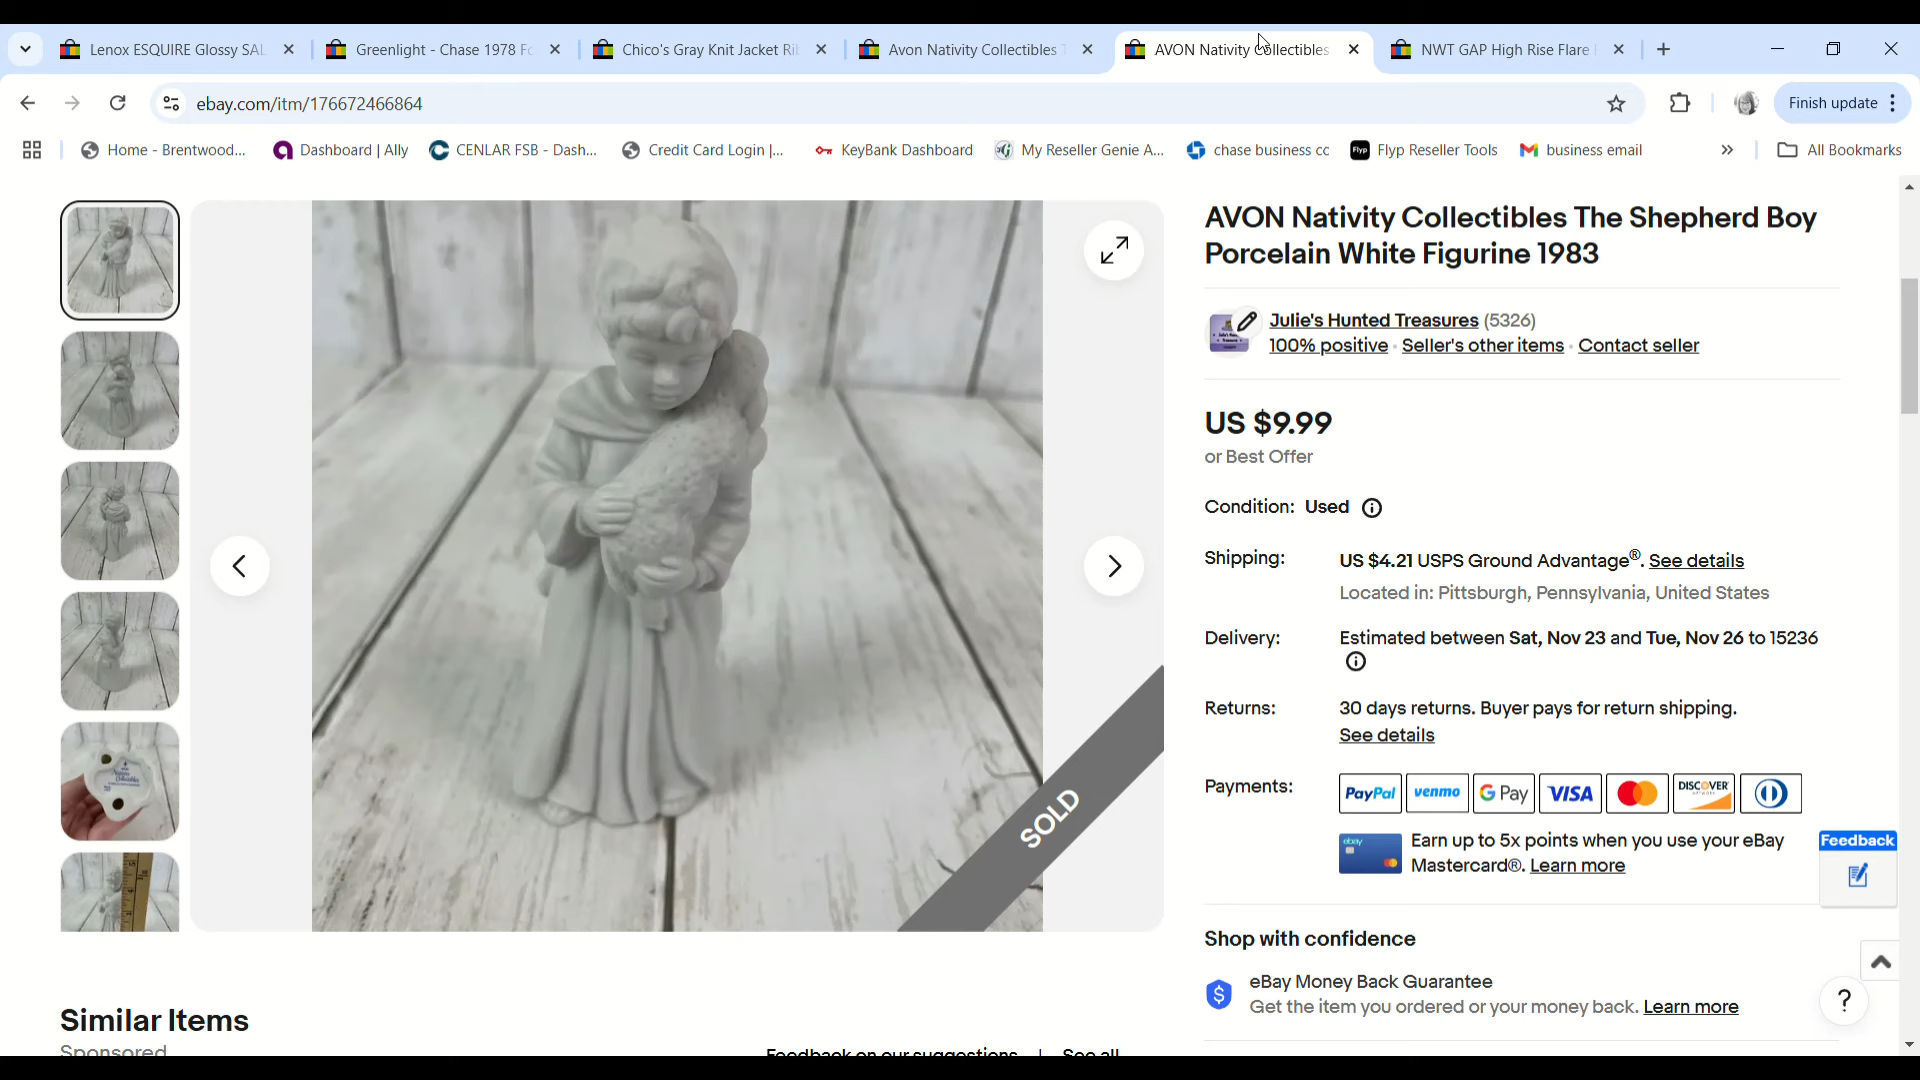 Lenox ESQUIRE Glossy SAL
Greenlight - Chase 1978 Fo
Chico's Gray Knit Jacket Ri
Avon Nativity Collectibles T
AVON Nativity Collectibles
NWT GAP High Rise Flare
ebay.com/itm/176672466864
Finish update
Home - Brentwood...
Dashboard | Ally
CENLAR FSB - Dash...
Credit Card Login |...
KeyBank Dashboard
My Reseller Genie A...
chase business cc
Flyp
Flyp Reseller Tools
business email
All Bookmarks
AVON Nativity Collectibles The Shepherd Boy
Porcelain White Figurine 1983
Julie's Hunted Treasures (5326)
100% positive · Seller's other items · Contact seller
US $9.99
or Best Offer
Condition: Used
Shipping: US $4.21 USPS Ground Advantage®. See details
Located in: Pittsburgh, Pennsylvania, United States
Delivery: Estimated between Sat, Nov 23 and Tue, Nov 26 to 15236
Returns: 30 days returns. Buyer pays for return shipping.
See details
Payments: PayPal venmo G Pay VISA DISCOVER
ebay
Earn up to 5x points when you use your eBay
Mastercard®. Learn more
Feedback
SOLD
Shop with confidence
eBay Money Back Guarantee
Get the item you ordered or your money back. Learn more
?
Similar Items
Sponsored
Feedback on our suggestions | See all